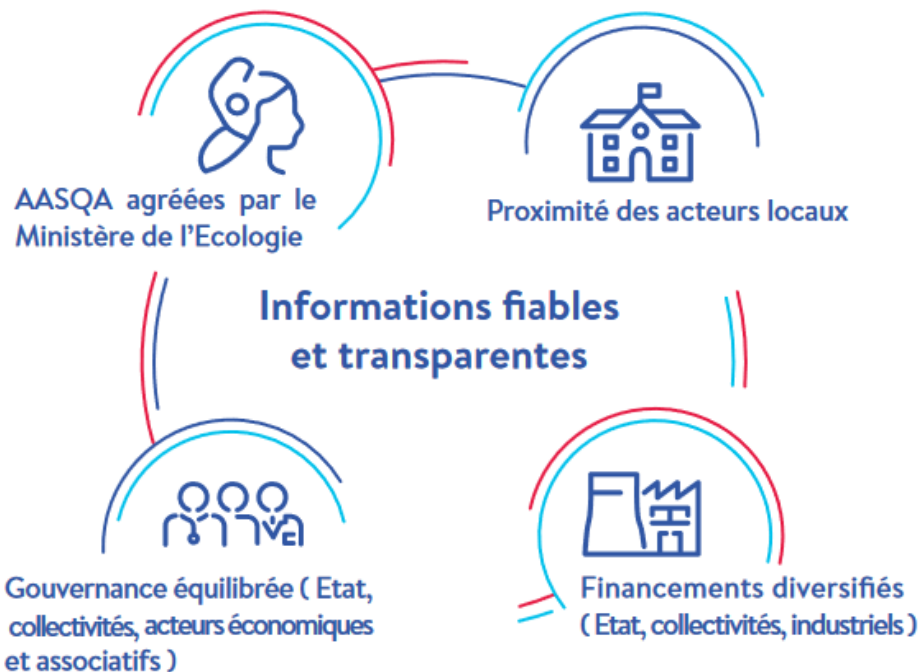 AASQA agréées par le
Ministère de l'Ecologie
Proximité des acteurs locaux
Informations fiables
et transparentes
Gouvernance équilibrée ( Etat,
collectivités, acteurs économiques
et associatifs )
Financements diversifiés
( Etat, collectivités, industriels )